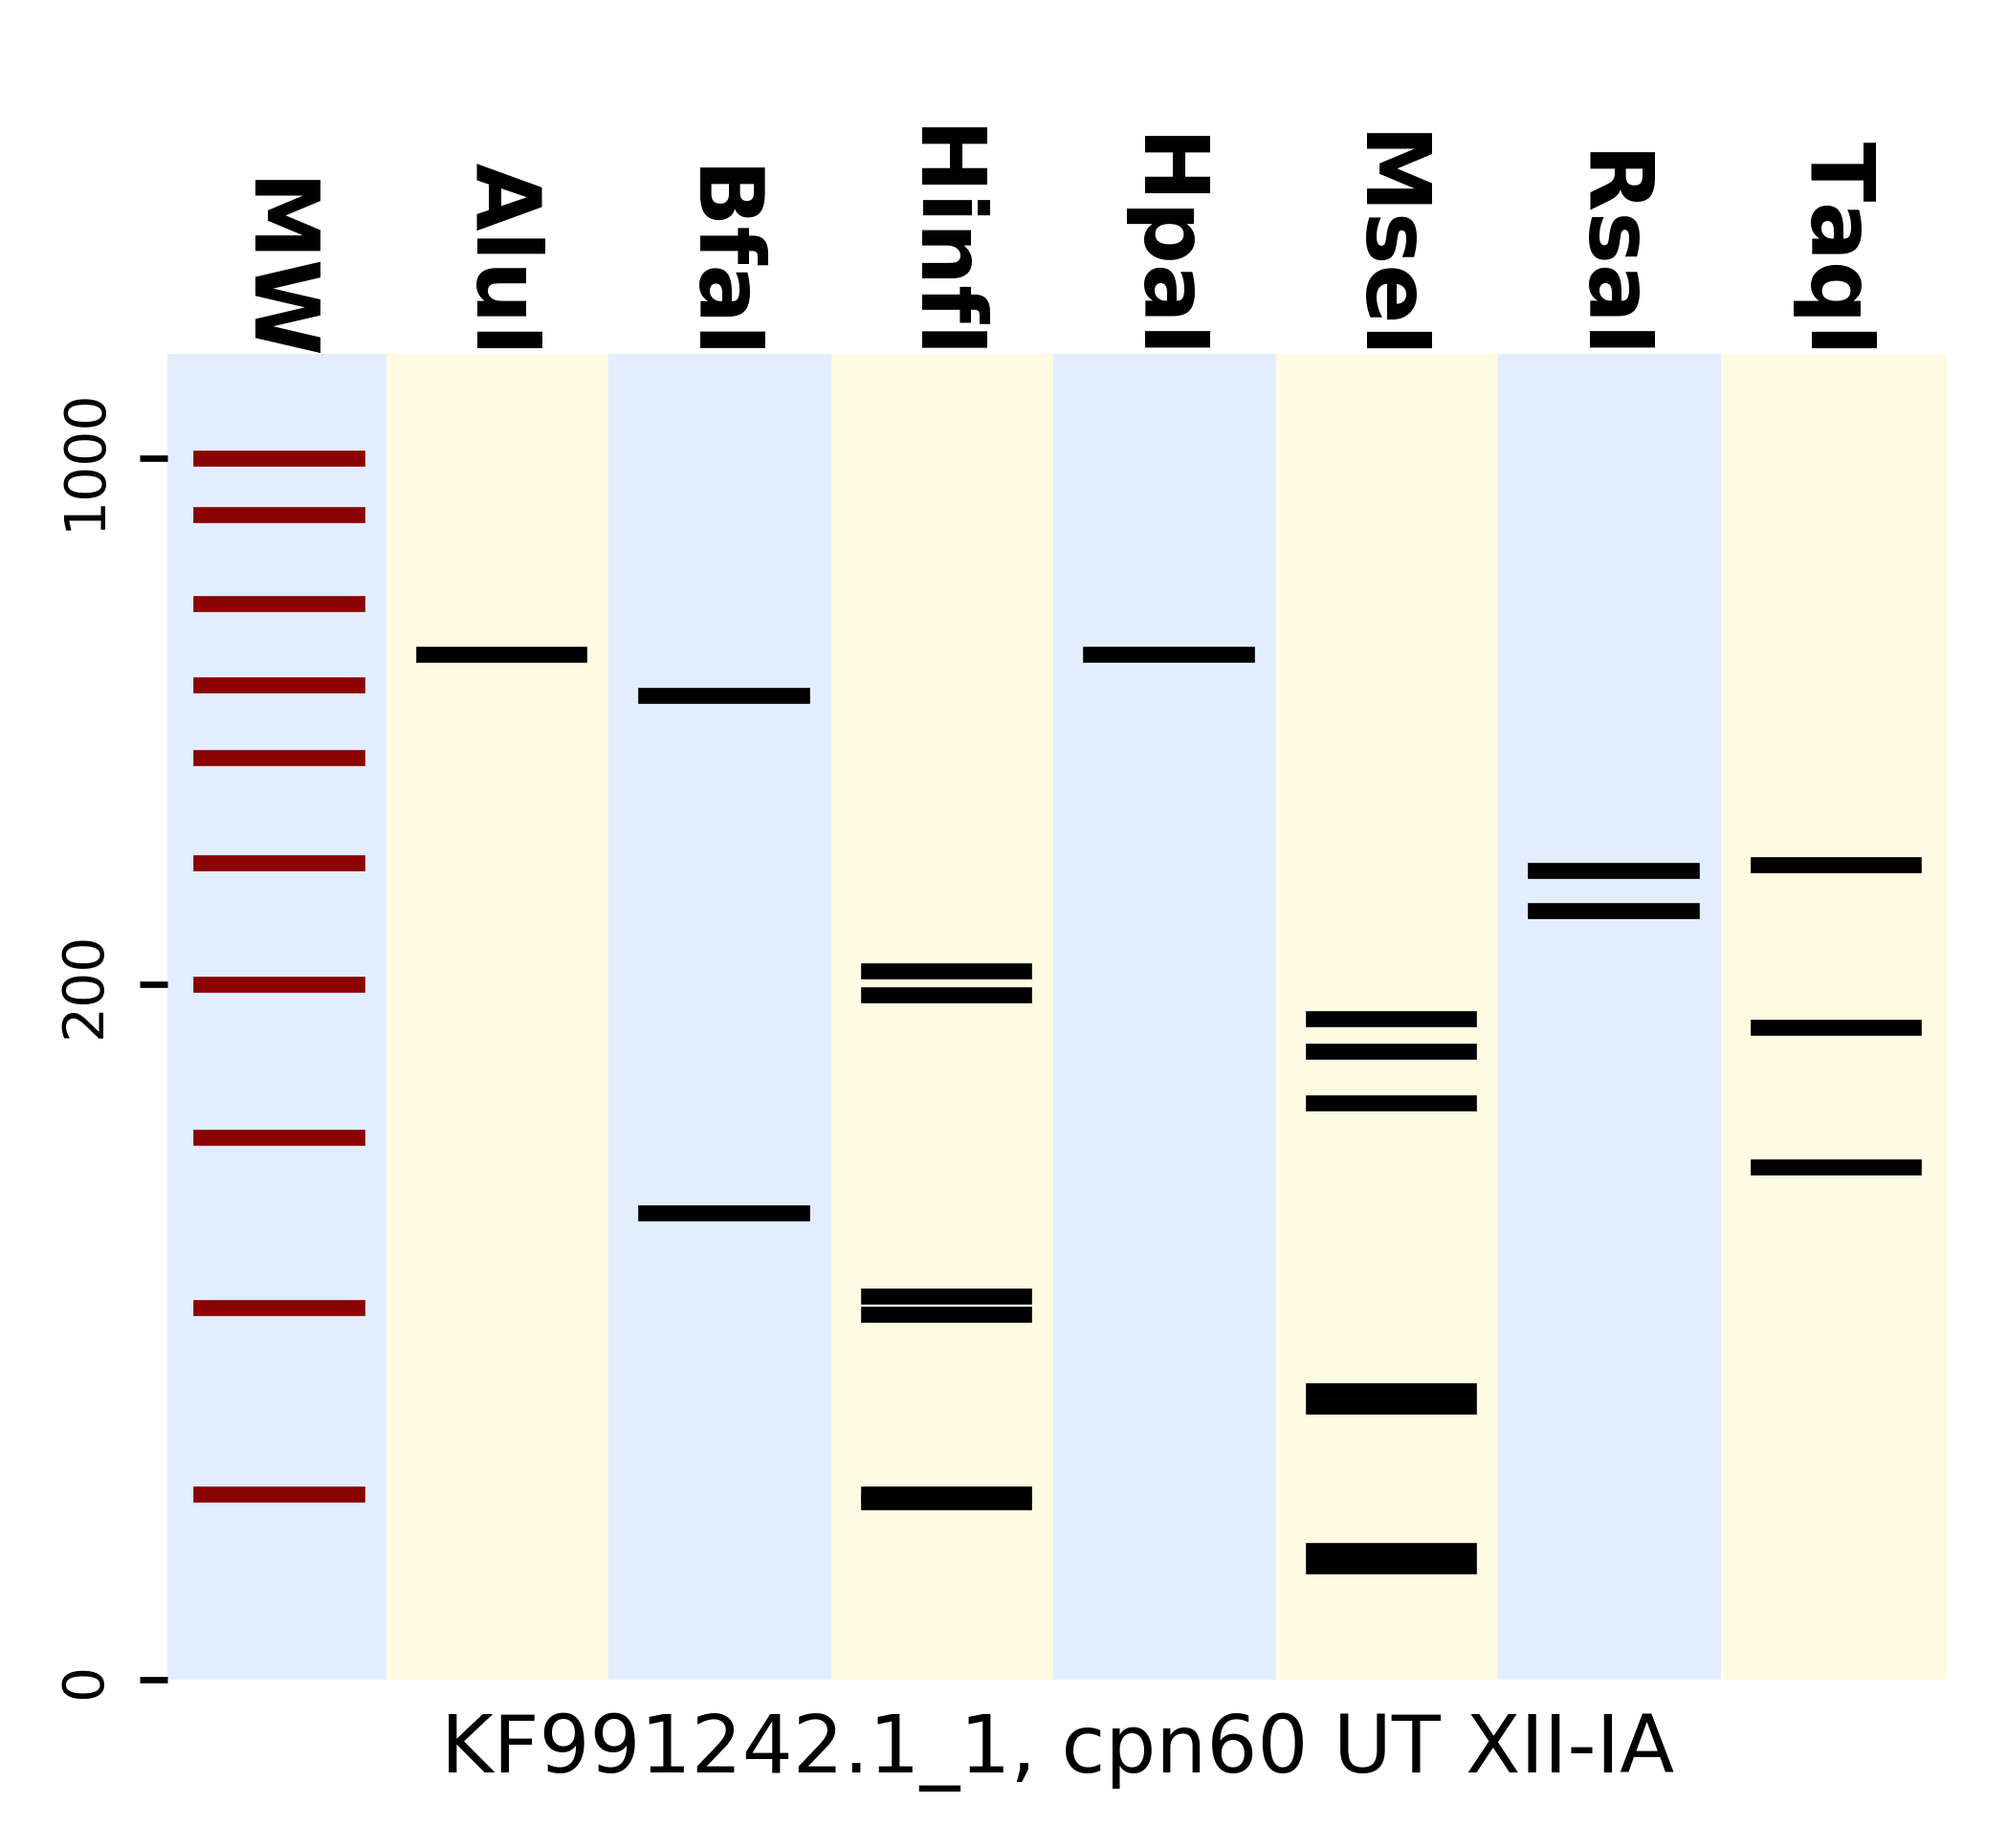 MW
AluI
BfaI
HinfI
HpaI
MseI
RsaI
TaqI
1000
200
0
KF991242.1_1, cpn60 UT XII-IA